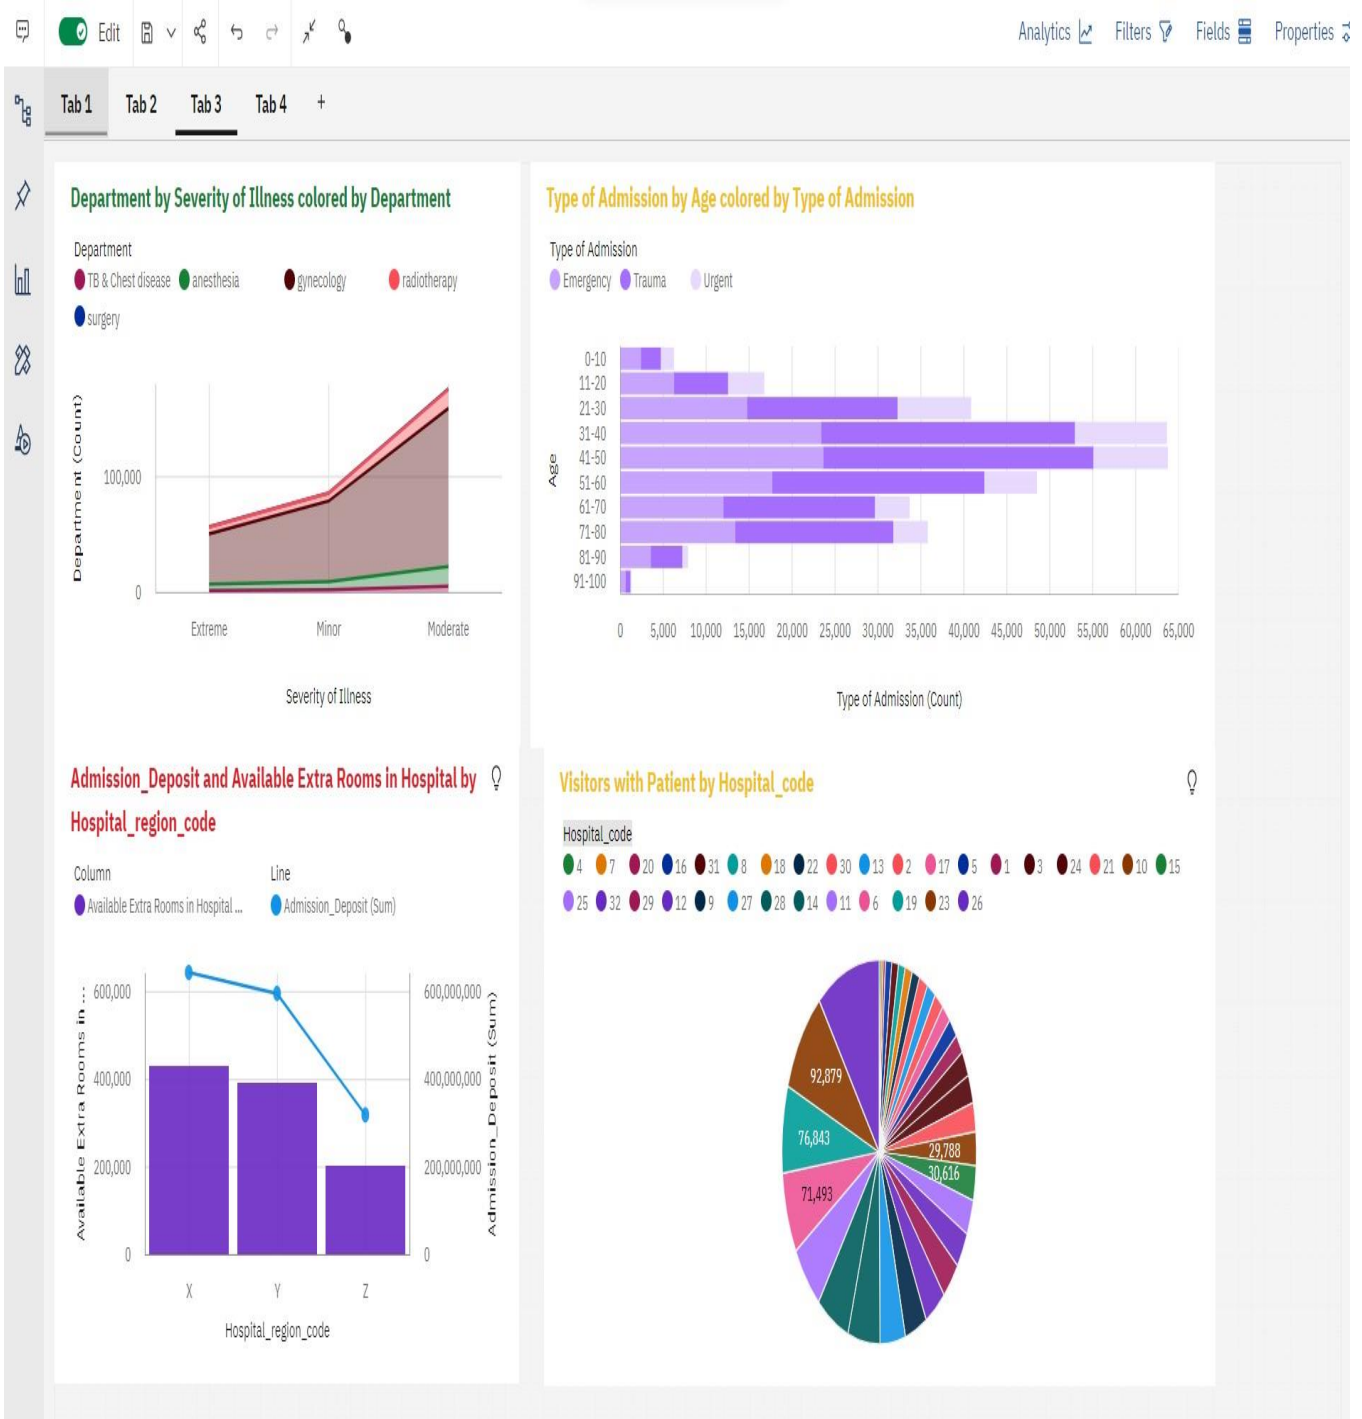 Edit
Analytics Filters Fields Properties
Tab 1 Tab 2 Tab 3 Tab 4 +
Department by Severity of Illness colored by Department
Department
TB & Chest disease anesthesia gynecology radiotherapy
surgery
Department (Count)
100,000
0
Extreme Minor Moderate
Severity of Illness
Type of Admission by Age colored by Type of Admission
Type of Admission
Emergency Trauma Urgent
Age
0-10
11-20
21-30
31-40
41-50
51-60
61-70
71-80
81-90
91-100
0 5,000 10,000 15,000 20,000 25,000 30,000 35,000 40,000 45,000 50,000 55,000 60,000 65,000
Type of Admission (Count)
Admission_Deposit and Available Extra Rooms in Hospital by
Hospital_region_code
Column Line
Available Extra Rooms in Hospital ... Admission_Deposit (Sum)
Available Extra Rooms in ...
600,000
400,000
200,000
0
600,000,000
400,000,000
200,000,000
0
Admission_Deposit (Sum)
X Y Z
Hospital_region_code
Visitors with Patient by Hospital_code
Hospital_code
4 7 20 16 31 8 18 22 30 13 2 17 5 1 3 24 21 10 15
25 32 29 12 9 27 28 14 11 6 19 23 26
92,879
76,843
71,493
29,788
30,616